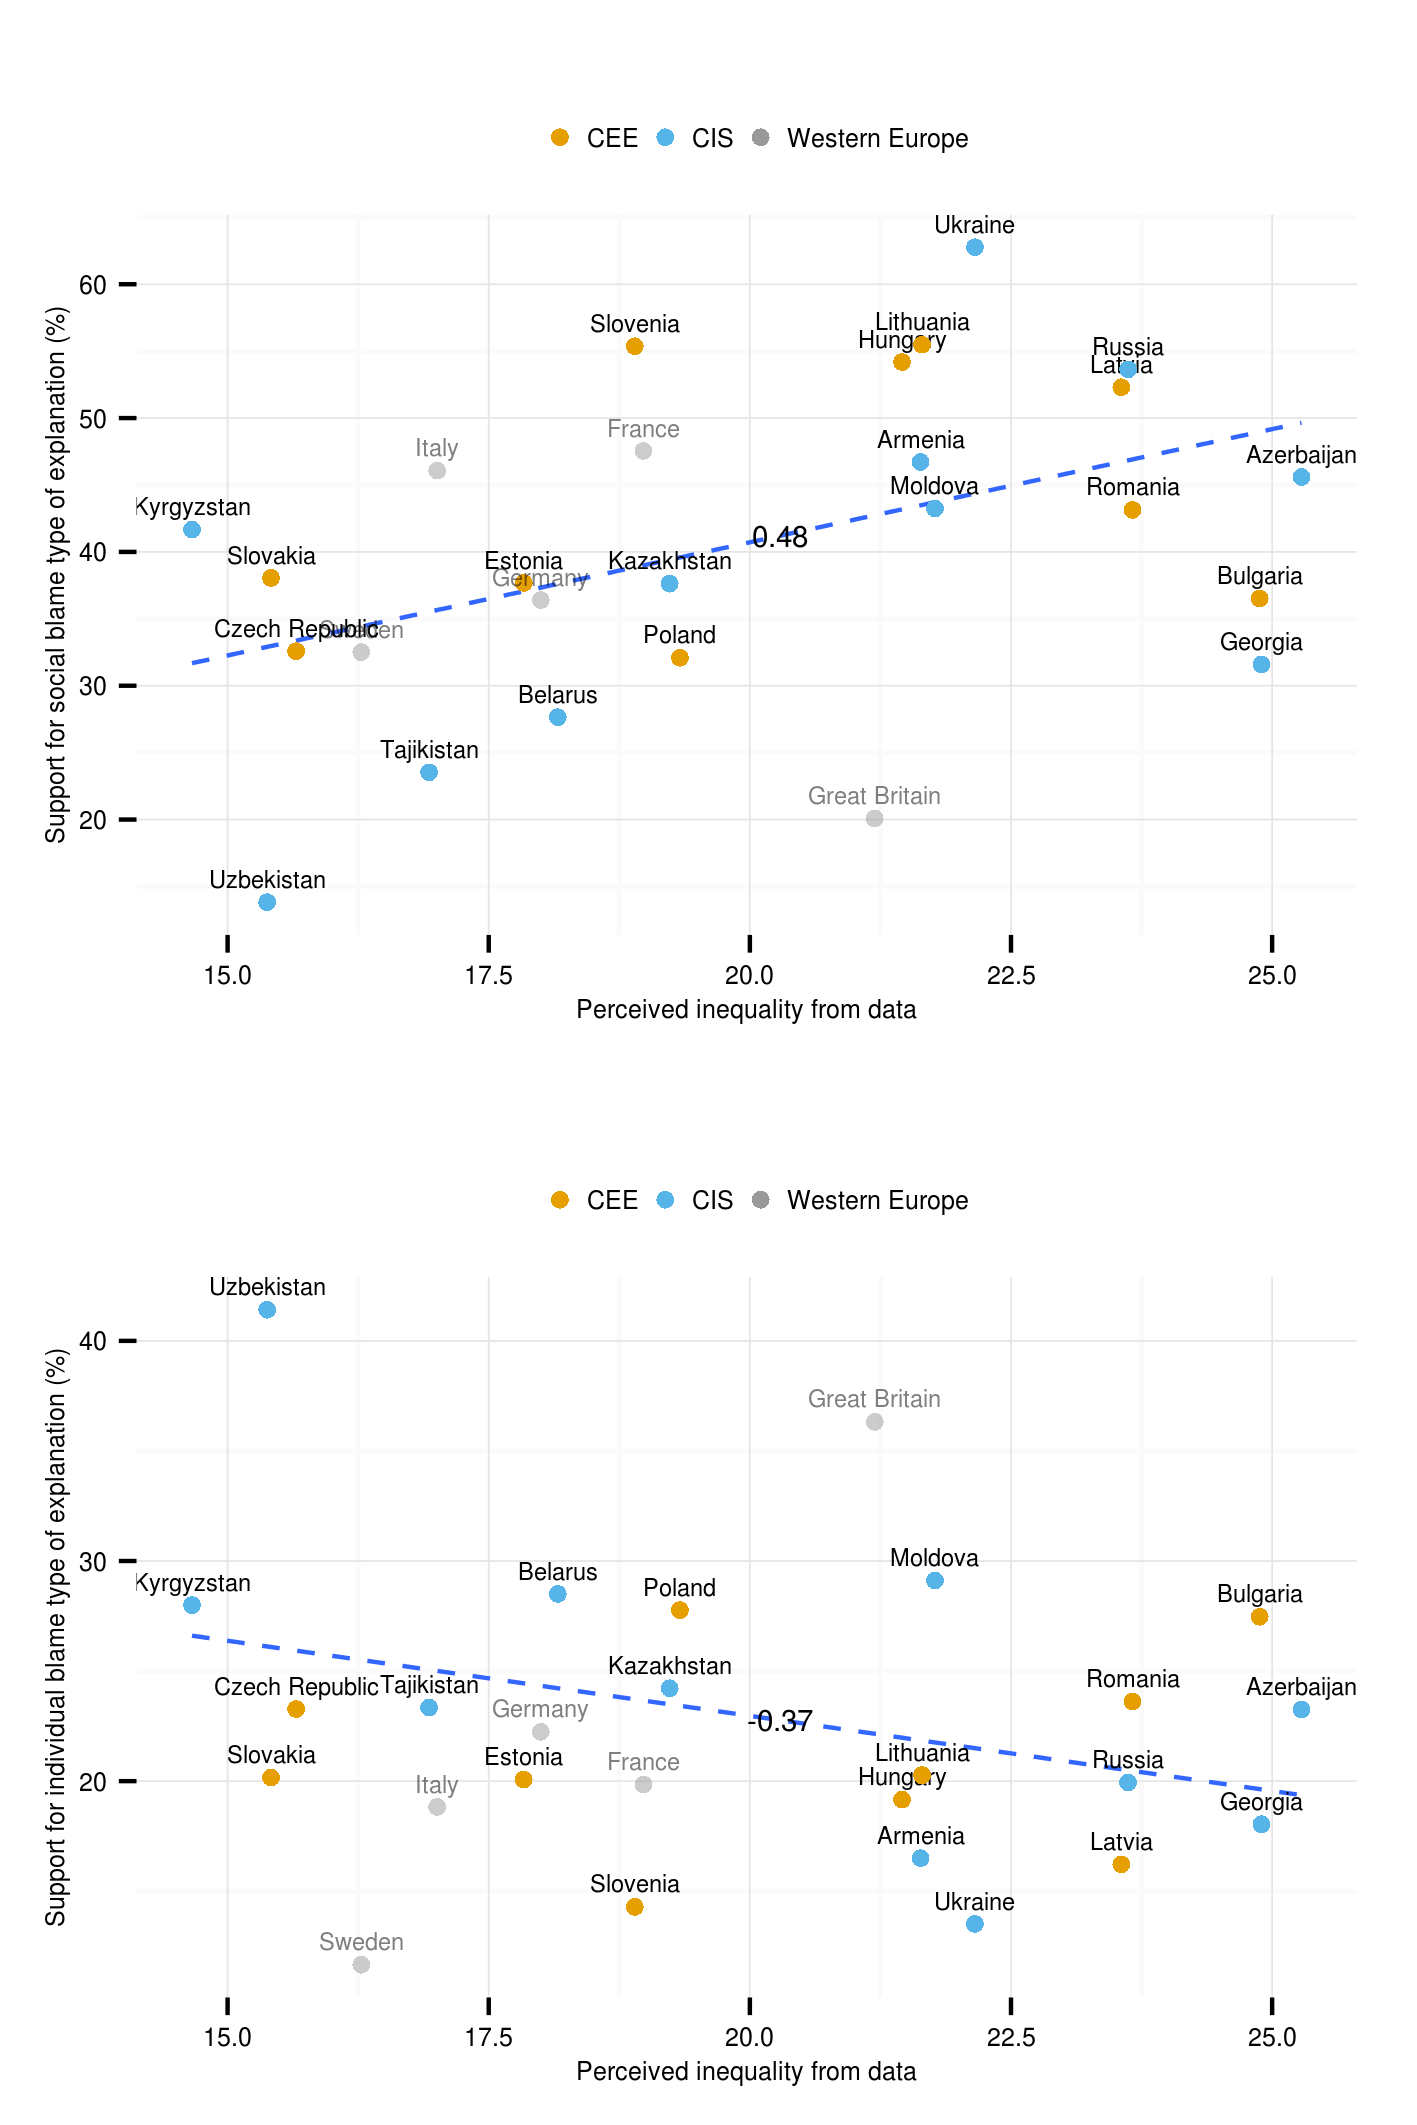 CEE CIS Western Europe
Ukraine
60
Slovenia
Lithuania
Hungary
Russia
Latvia
50
Italy
France
Armenia
Azerbaijan
Kyrgyzstan
Moldova
Romania
0.48
40
Slovakia
Estonia
Germany
Kazakhstan
Bulgaria
Czech Republic
Sweden
Poland
Georgia
30
Belarus
Tajikistan
Great Britain
20
Uzbekistan
Support for social blame type of explanation (%)
15.0 17.5 20.0 22.5 25.0
Perceived inequality from data
CEE CIS Western Europe
Uzbekistan
40
Great Britain
30
Kyrgyzstan
Belarus
Poland
Moldova
Bulgaria
Czech Republic
Tajikistan
Kazakhstan
Romania
Azerbaijan
Germany
-0.37
Slovakia
Estonia
France
Lithuania
Hungary
Russia
20
Italy
Georgia
Armenia
Latvia
Slovenia
Ukraine
Sweden
Support for individual blame type of explanation (%)
15.0 17.5 20.0 22.5 25.0
Perceived inequality from data